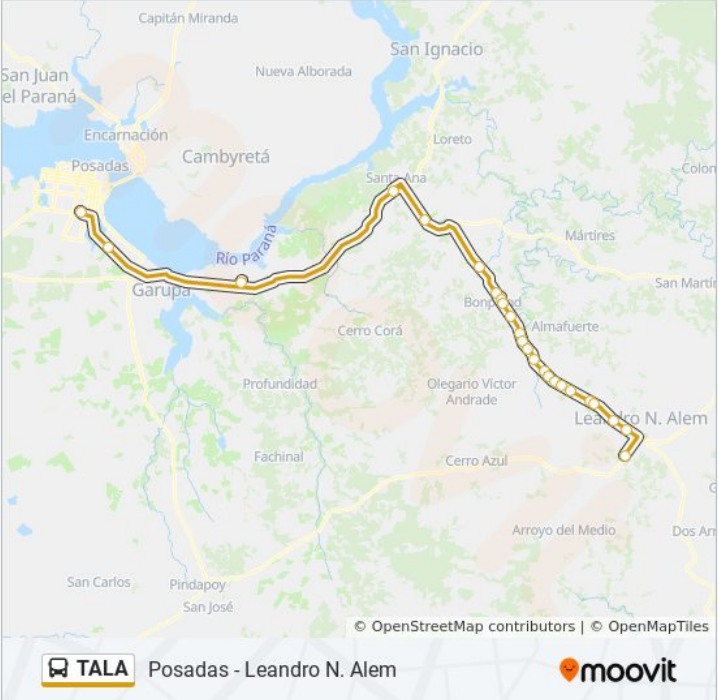 Capitán Miranda
San Ignacio
San Juan
el Paraná
Nueva Alborada
Encarnación
Loreto
Cambyretá
Posadas
Santa Ana
Colon
Mártires
Río Paraná
San Martín
Garupá
Bonpland
Almafuerte
Cerro Corá
Profundidad
Olegario Víctor
Andrade
Leandro N. Alem
Fachinal
Cerro Azul
Arroyo del Medio
Dos Arr
San Carlos
Pindapoy
San José
© OpenStreetMap contributors | © OpenMapTiles
TALA
Posadas - Leandro N. Alem
moovit